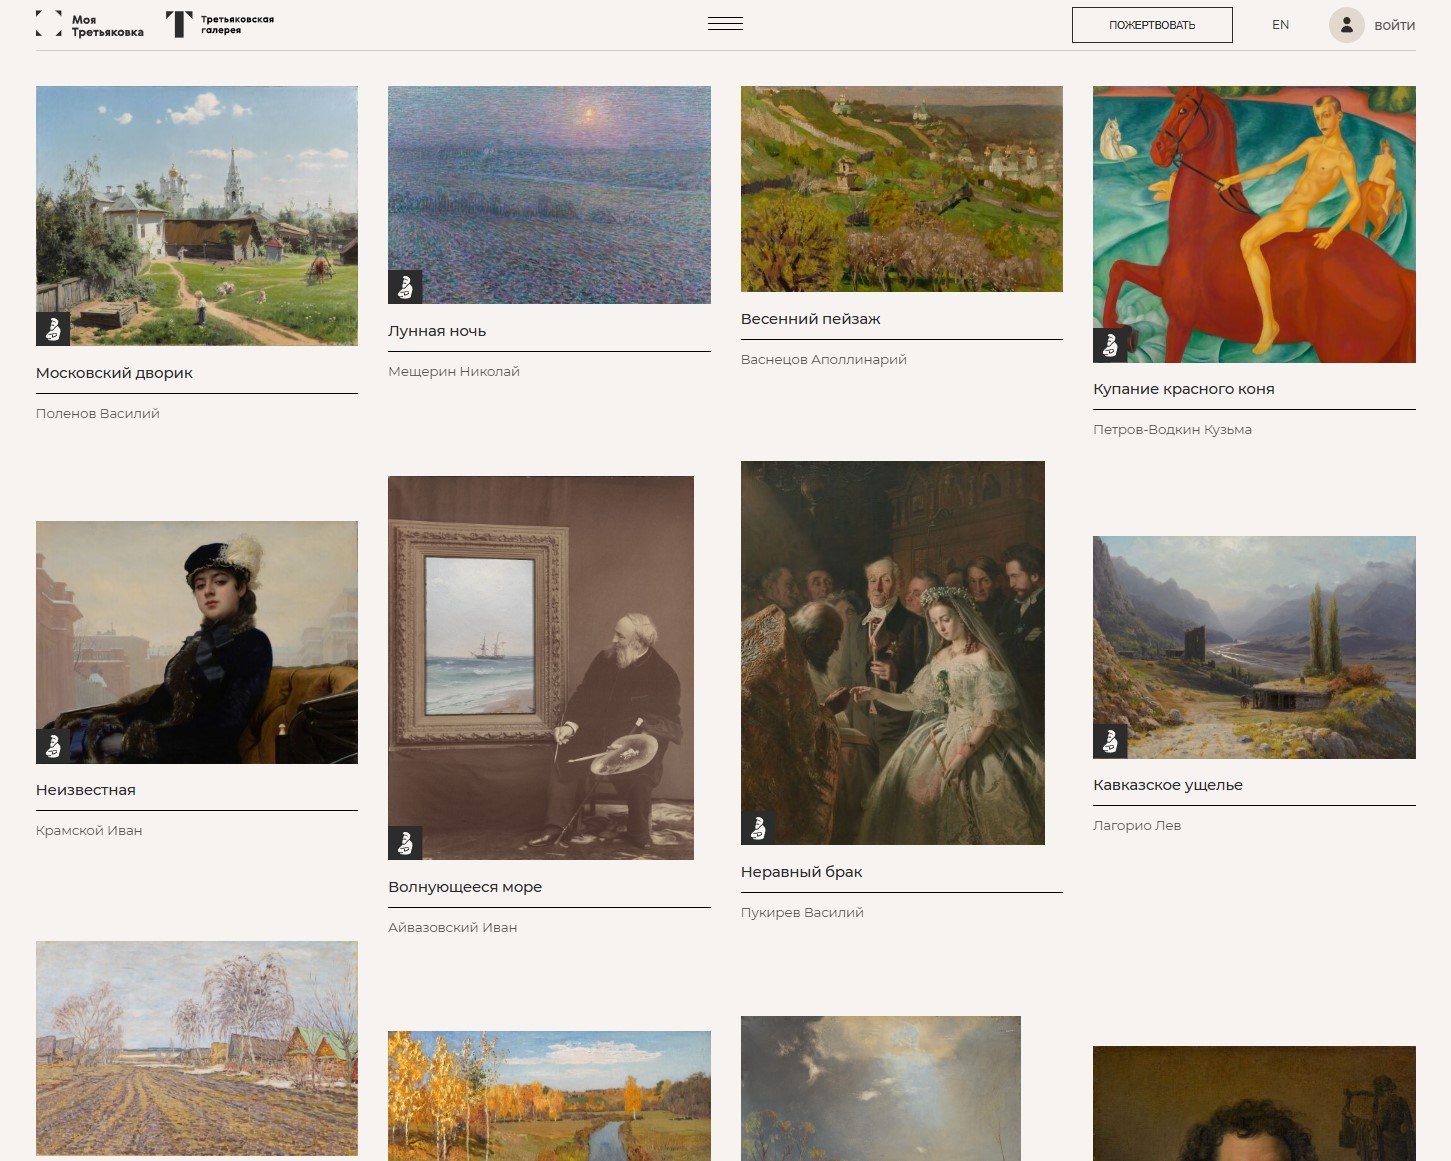 Моя
Третьяковка
Третьяковская
галерея
ПОЖЕРТВОВАТЬ
EN
ВОЙТИ
Московский дворик
Поленов Василий
Лунная ночь
Мещерин Николай
Весенний пейзаж
Васнецов Аполлинарий
Купание красного коня
Петров-Водкин Кузьма
Неизвестная
Крамской Иван
Волнующееся море
Айвазовский Иван
Неравный брак
Пукирев Василий
Кавказское ущелье
Лагорио Лев